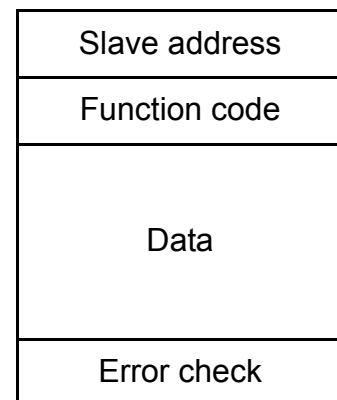 Slave address
Function code
Data
Error check